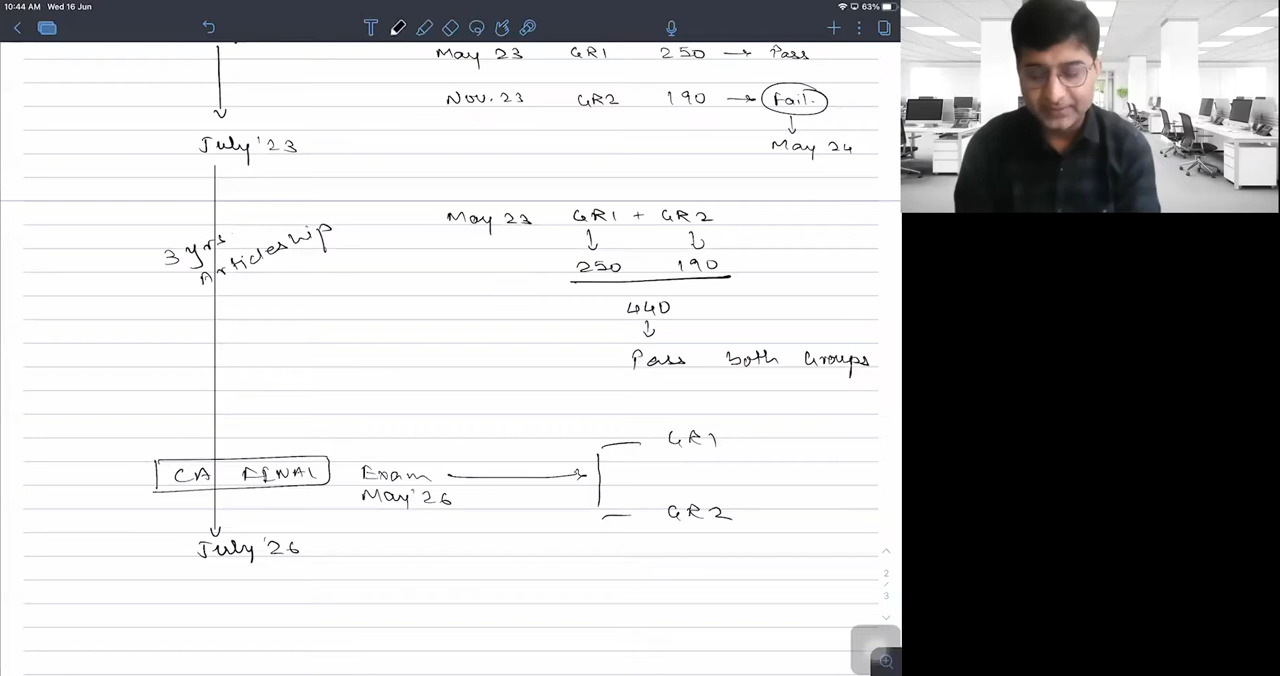 10:44 AM Wed 16 Jun
63%
May 23 GR1 250 → Pass
Nov. 23 GR2 190 → Fail.
July '23
May 24
May 23 GR1 + GR2
3 yrs
Articleship
250 190
440
Pass both Groups
GR1
CA FINAL Exam
May '26
GR2
July '26
2
/
3